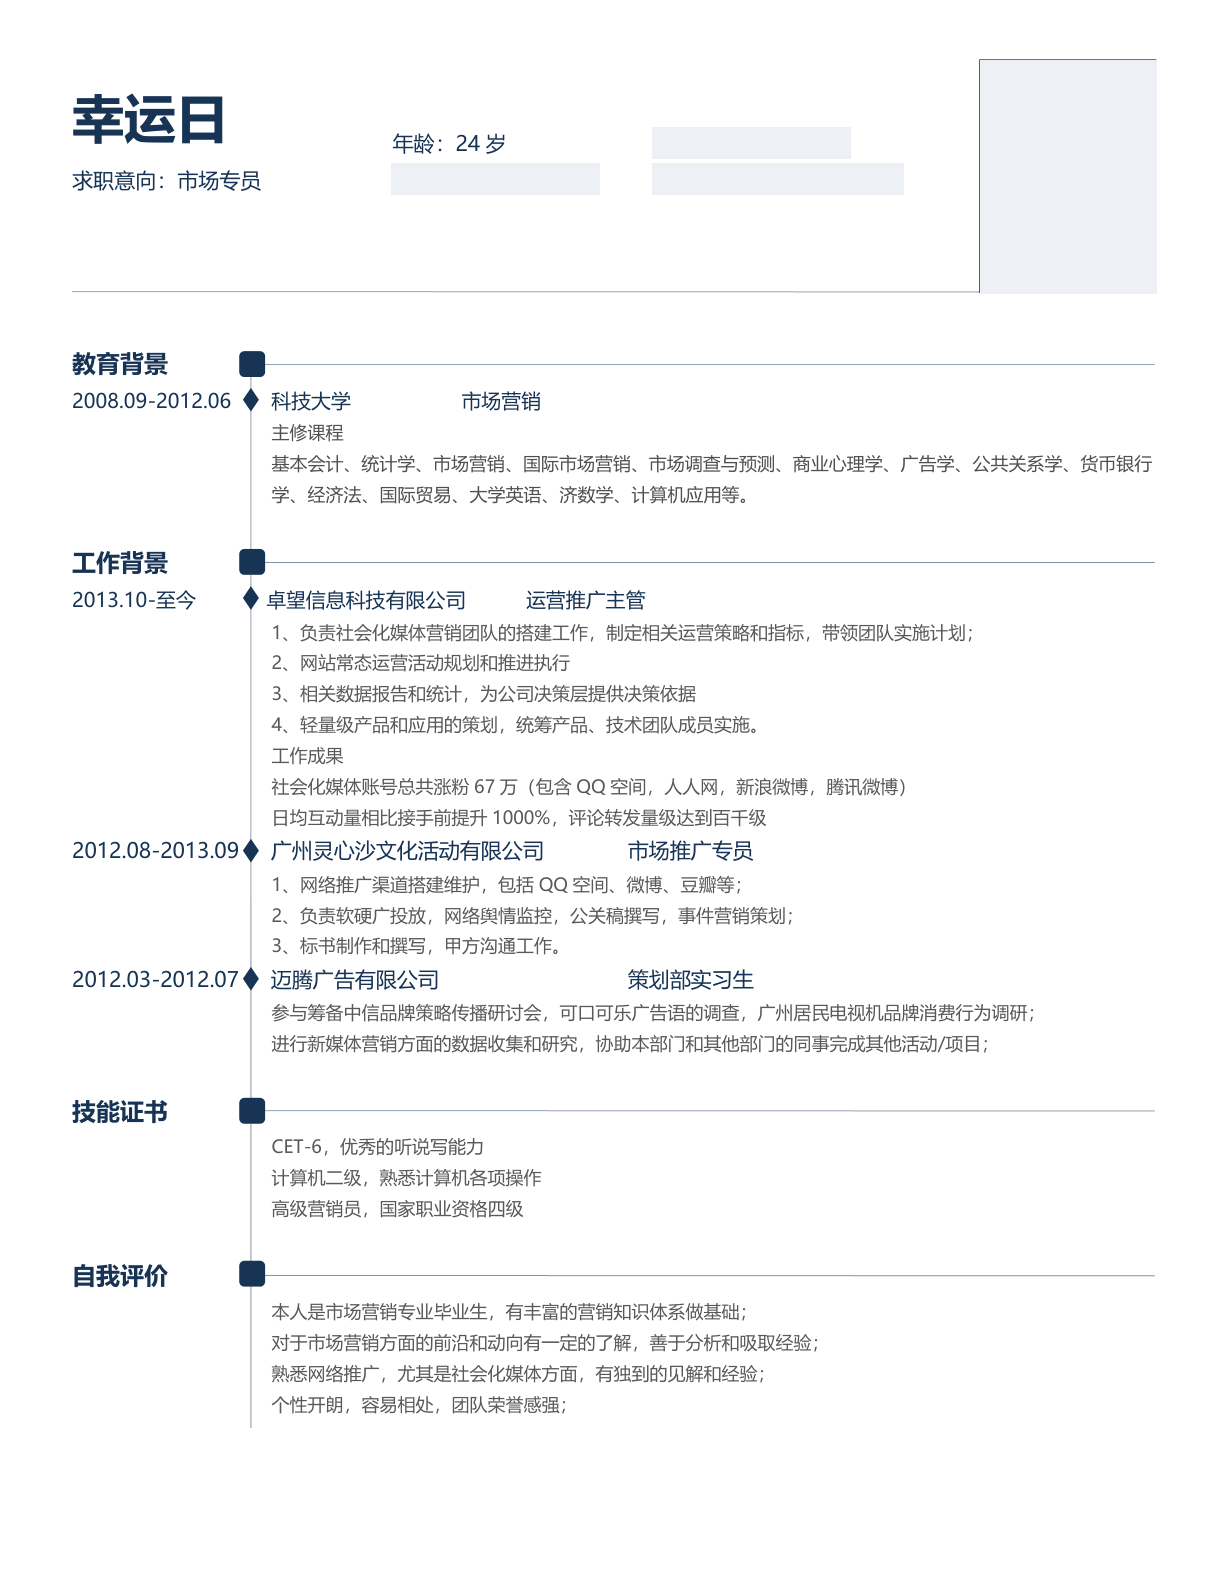 幸运日
年龄：24 岁
求职意向：市场专员
教育背景
2008.09-2012.06 科技大学 市场营销
主修课程
基本会计、统计学、市场营销、国际市场营销、市场调查与预测、商业心理学、广告学、公共关系学、货币银行
学、经济法、国际贸易、大学英语、济数学、计算机应用等。
工作背景
2013.10-至今 卓望信息科技有限公司 运营推广主管
1、负责社会化媒体营销团队的搭建工作，制定相关运营策略和指标，带领团队实施计划；
2、网站常态运营活动规划和推进执行
3、相关数据报告和统计，为公司决策层提供决策依据
4、轻量级产品和应用的策划，统筹产品、技术团队成员实施。
工作成果
社会化媒体账号总共涨粉 67 万（包含 QQ 空间，人人网，新浪微博，腾讯微博）
日均互动量相比接手前提升 1000%，评论转发量级达到百千级
2012.08-2013.09 广州灵心沙文化活动有限公司 市场推广专员
1、网络推广渠道搭建维护，包括 QQ 空间、微博、豆瓣等；
2、负责软硬广投放，网络舆情监控，公关稿撰写，事件营销策划；
3、标书制作和撰写，甲方沟通工作。
2012.03-2012.07 迈腾广告有限公司 策划部实习生
参与筹备中信品牌策略传播研讨会，可口可乐广告语的调查，广州居民电视机品牌消费行为调研；
进行新媒体营销方面的数据收集和研究，协助本部门和其他部门的同事完成其他活动/项目；
技能证书
CET-6，优秀的听说写能力
计算机二级，熟悉计算机各项操作
高级营销员，国家职业资格四级
自我评价
本人是市场营销专业毕业生，有丰富的营销知识体系做基础；
对于市场营销方面的前沿和动向有一定的了解，善于分析和吸取经验；
熟悉网络推广，尤其是社会化媒体方面，有独到的见解和经验；
个性开朗，容易相处，团队荣誉感强；